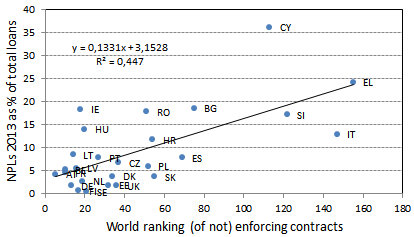 40
35
30
25
20
15
10
5
0
NPLs 2013 as % of total loans
y = 0,1331x + 3,1528
R² = 0,447
CY
EL
IE
RO
BG
SI
HU
IT
HR
LT
PT
ES
CZ
PL
LV
AT
FR
DK
SK
NL
DE
EE
UK
FI
SE
0 20 40 60 80 100 120 140 160 180
World ranking (of not) enforcing contracts